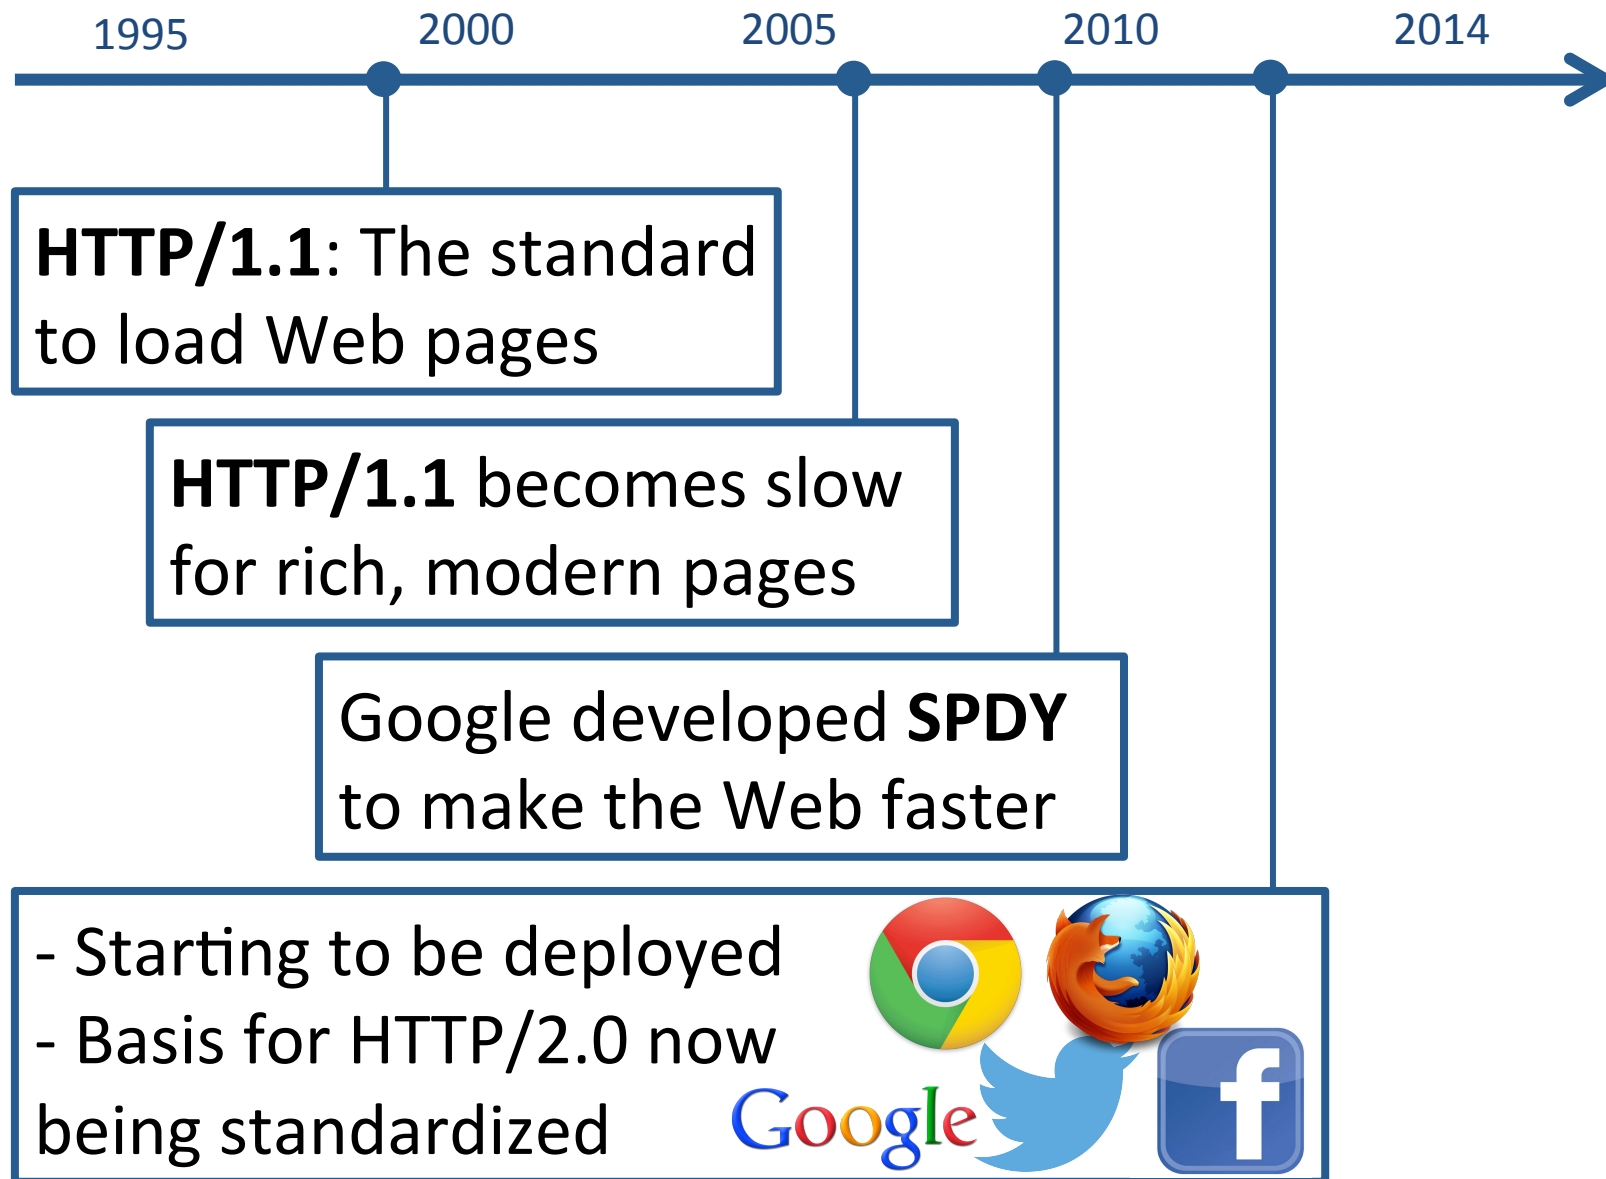 1995 2000 2005 2010 2014
HTTP/1.1: The standard
to load Web pages
HTTP/1.1 becomes slow
for rich, modern pages
Google developed SPDY
to make the Web faster
- Starting to be deployed
- Basis for HTTP/2.0 now
being standardized
Google
f